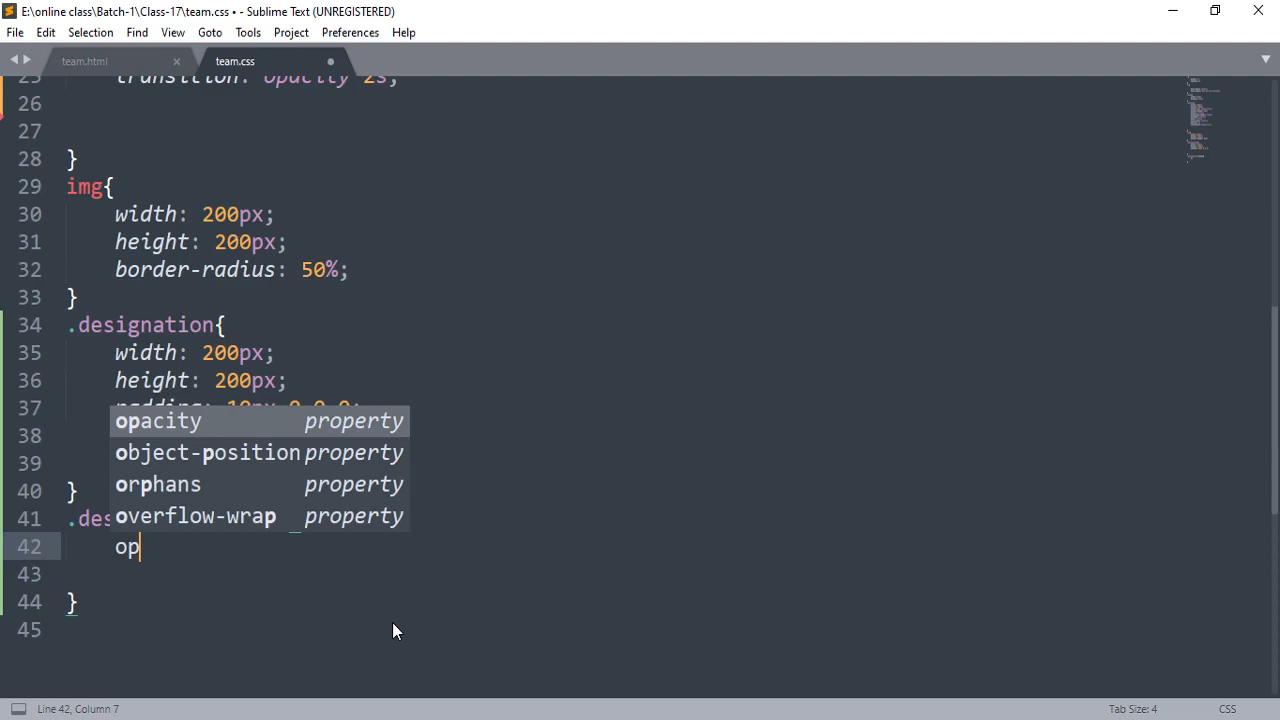 E:\online class\Batch-1\Class-17\team.css • - Sublime Text (UNREGISTERED)
File Edit Selection Find View Goto Tools Project Preferences Help
team.html team.css
25 transition: opacity 2s;
26
27
28 }
29 img{
30 width: 200px;
31 height: 200px;
32 border-radius: 50%;
33 }
34 .designation{
35 width: 200px;
36 height: 200px;
37 padding: 10px 0 0 0;
opacity property
38
object-position property
39
orphans property
40 }
overflow-wrap property
41 .des
42 op
43
44 }
45
Line 42, Column 7 Tab Size: 4 CSS